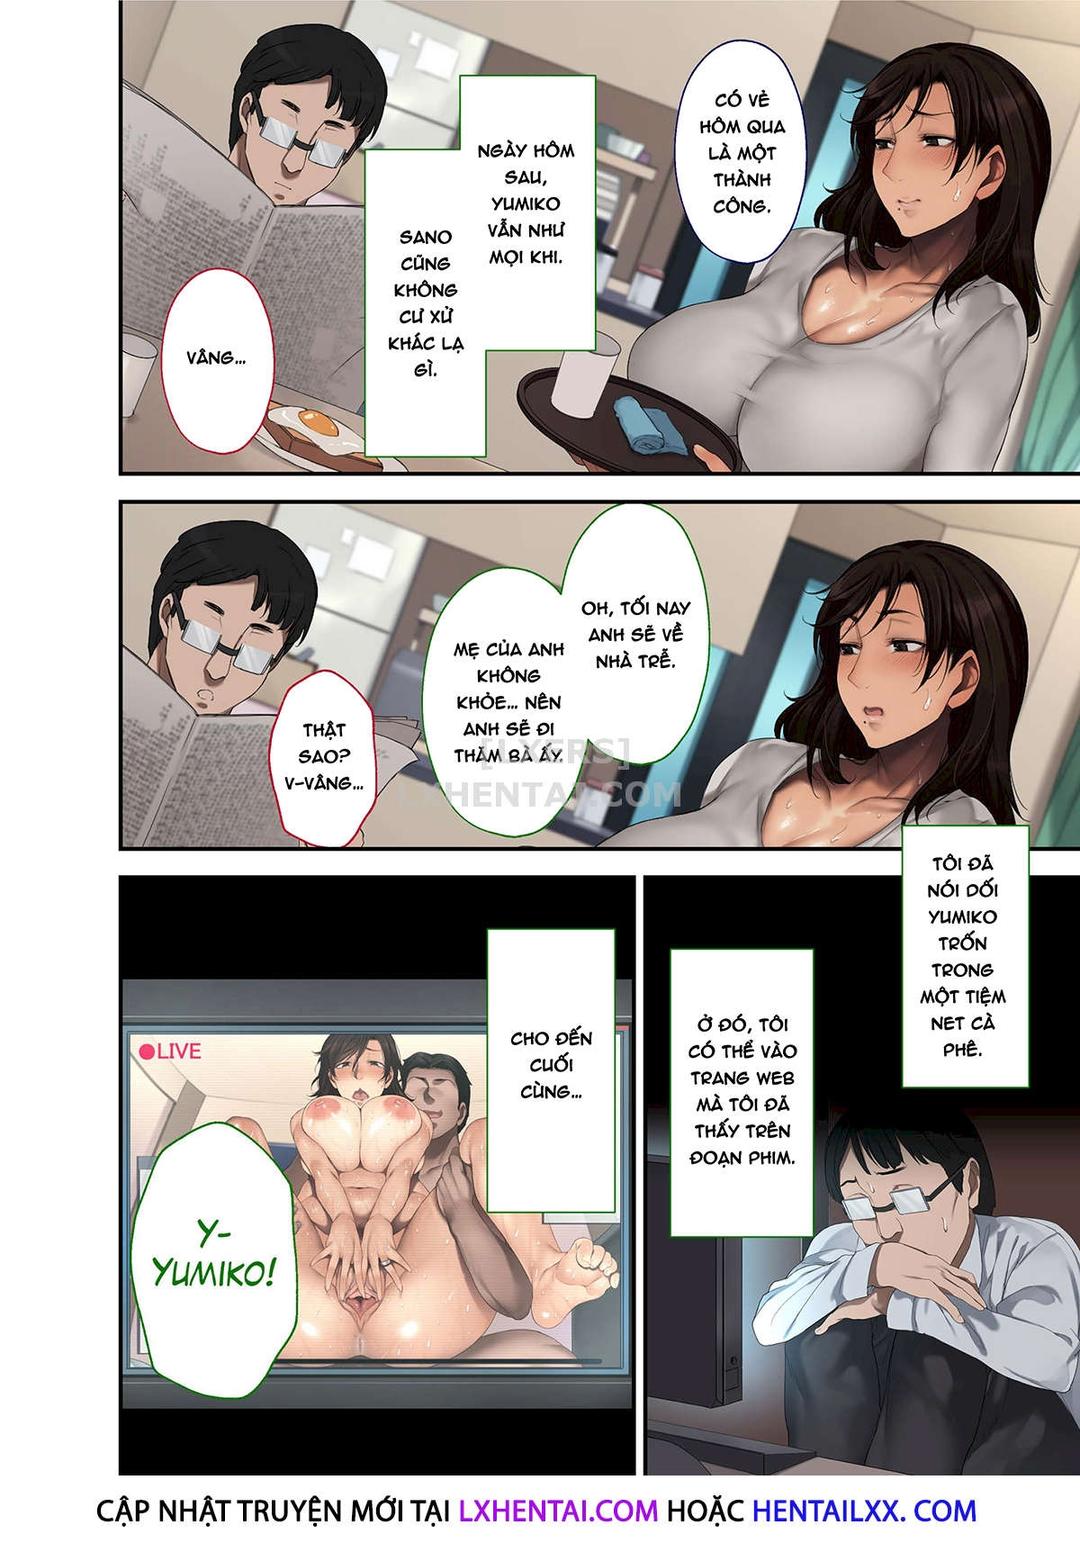 CÓ VẺ
HÔM QUA
LÀ MỘT
THÀNH
CÔNG.
NGÀY HÔM
SAU,
YUMIKO
VẪN NHƯ
MỌI KHI.
SANO
CŨNG
KHÔNG
CƯ XỬ
KHÁC LẠ
GÌ.
VÂNG...
OH, TỐI NAY
ANH SẼ VỀ
NHÀ TRỄ.
MẸ CỦA ANH
KHÔNG
KHỎE... NÊN
ANH SẼ ĐI
THĂM BÀ ẤY.
THẬT
SAO?
V-VÂNG...
[LXERS]
LXHENTAI.COM
TÔI ĐÃ
NÓI DỐI
YUMIKO
TRỐN
TRONG
MỘT TIỆM
NET CÀ
PHÊ.
Ở ĐÓ, TÔI
CÓ THỂ VÀO
TRANG WEB
MÀ TÔI ĐÃ
THẤY TRÊN
ĐOẠN PHIM.
CHO ĐẾN
CUỐI
CÙNG...
LIVE
Y-
YUMIKO!
CẬP NHẬT TRUYỆN MỚI TẠI LXHENTAI.COM HOẶC HENTAILXX. COM